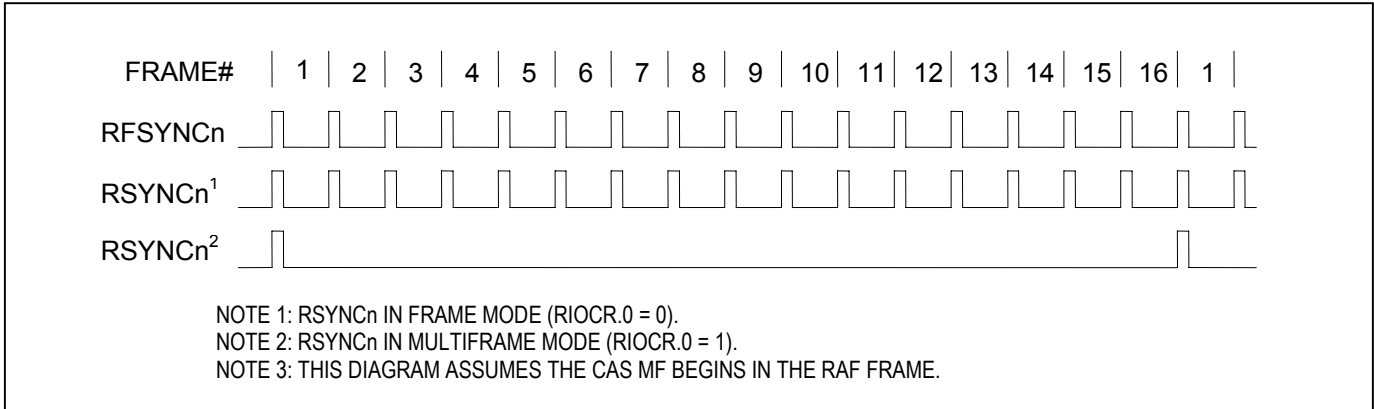 FRAME# 1 2 3 4 5 6 7 8 9 10 11 12 13 14 15 16 1
RFSYNCn
RSYNCn¹
RSYNCn²
NOTE 1: RSYNCn IN FRAME MODE (RIOCR.0 = 0).
NOTE 2: RSYNCn IN MULTIFRAME MODE (RIOCR.0 = 1).
NOTE 3: THIS DIAGRAM ASSUMES THE CAS MF BEGINS IN THE RAF FRAME.